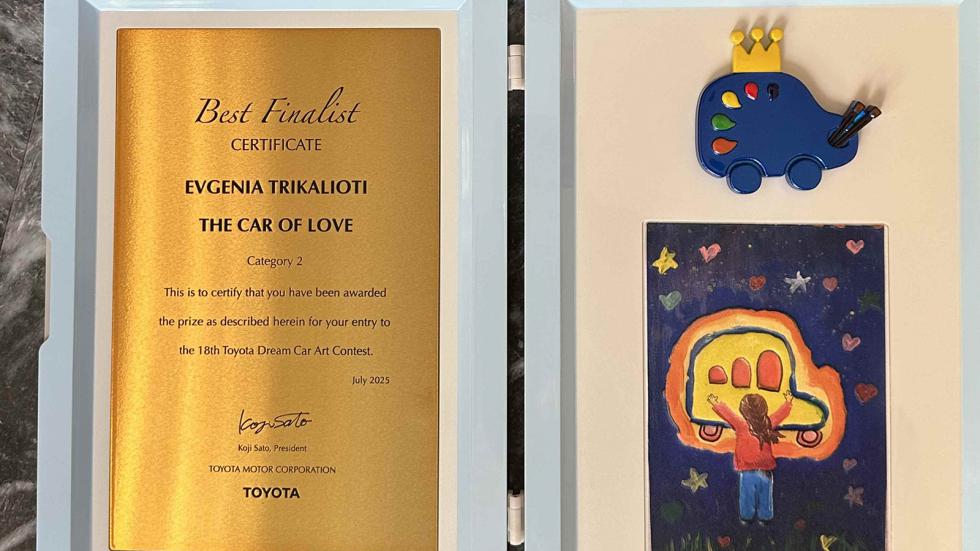 Best Finalist
CERTIFICATE
EVGENIA TRIKALIOTI
THE CAR OF LOVE
Category 2
This is to certify that you have been awarded
the prize as described herein for your entry to
the 18th Toyota Dream Car Art Contest.
July 2025
Koji Sato
Koji Sato, President
TOYOTA MOTOR CORPORATION
TOYOTA